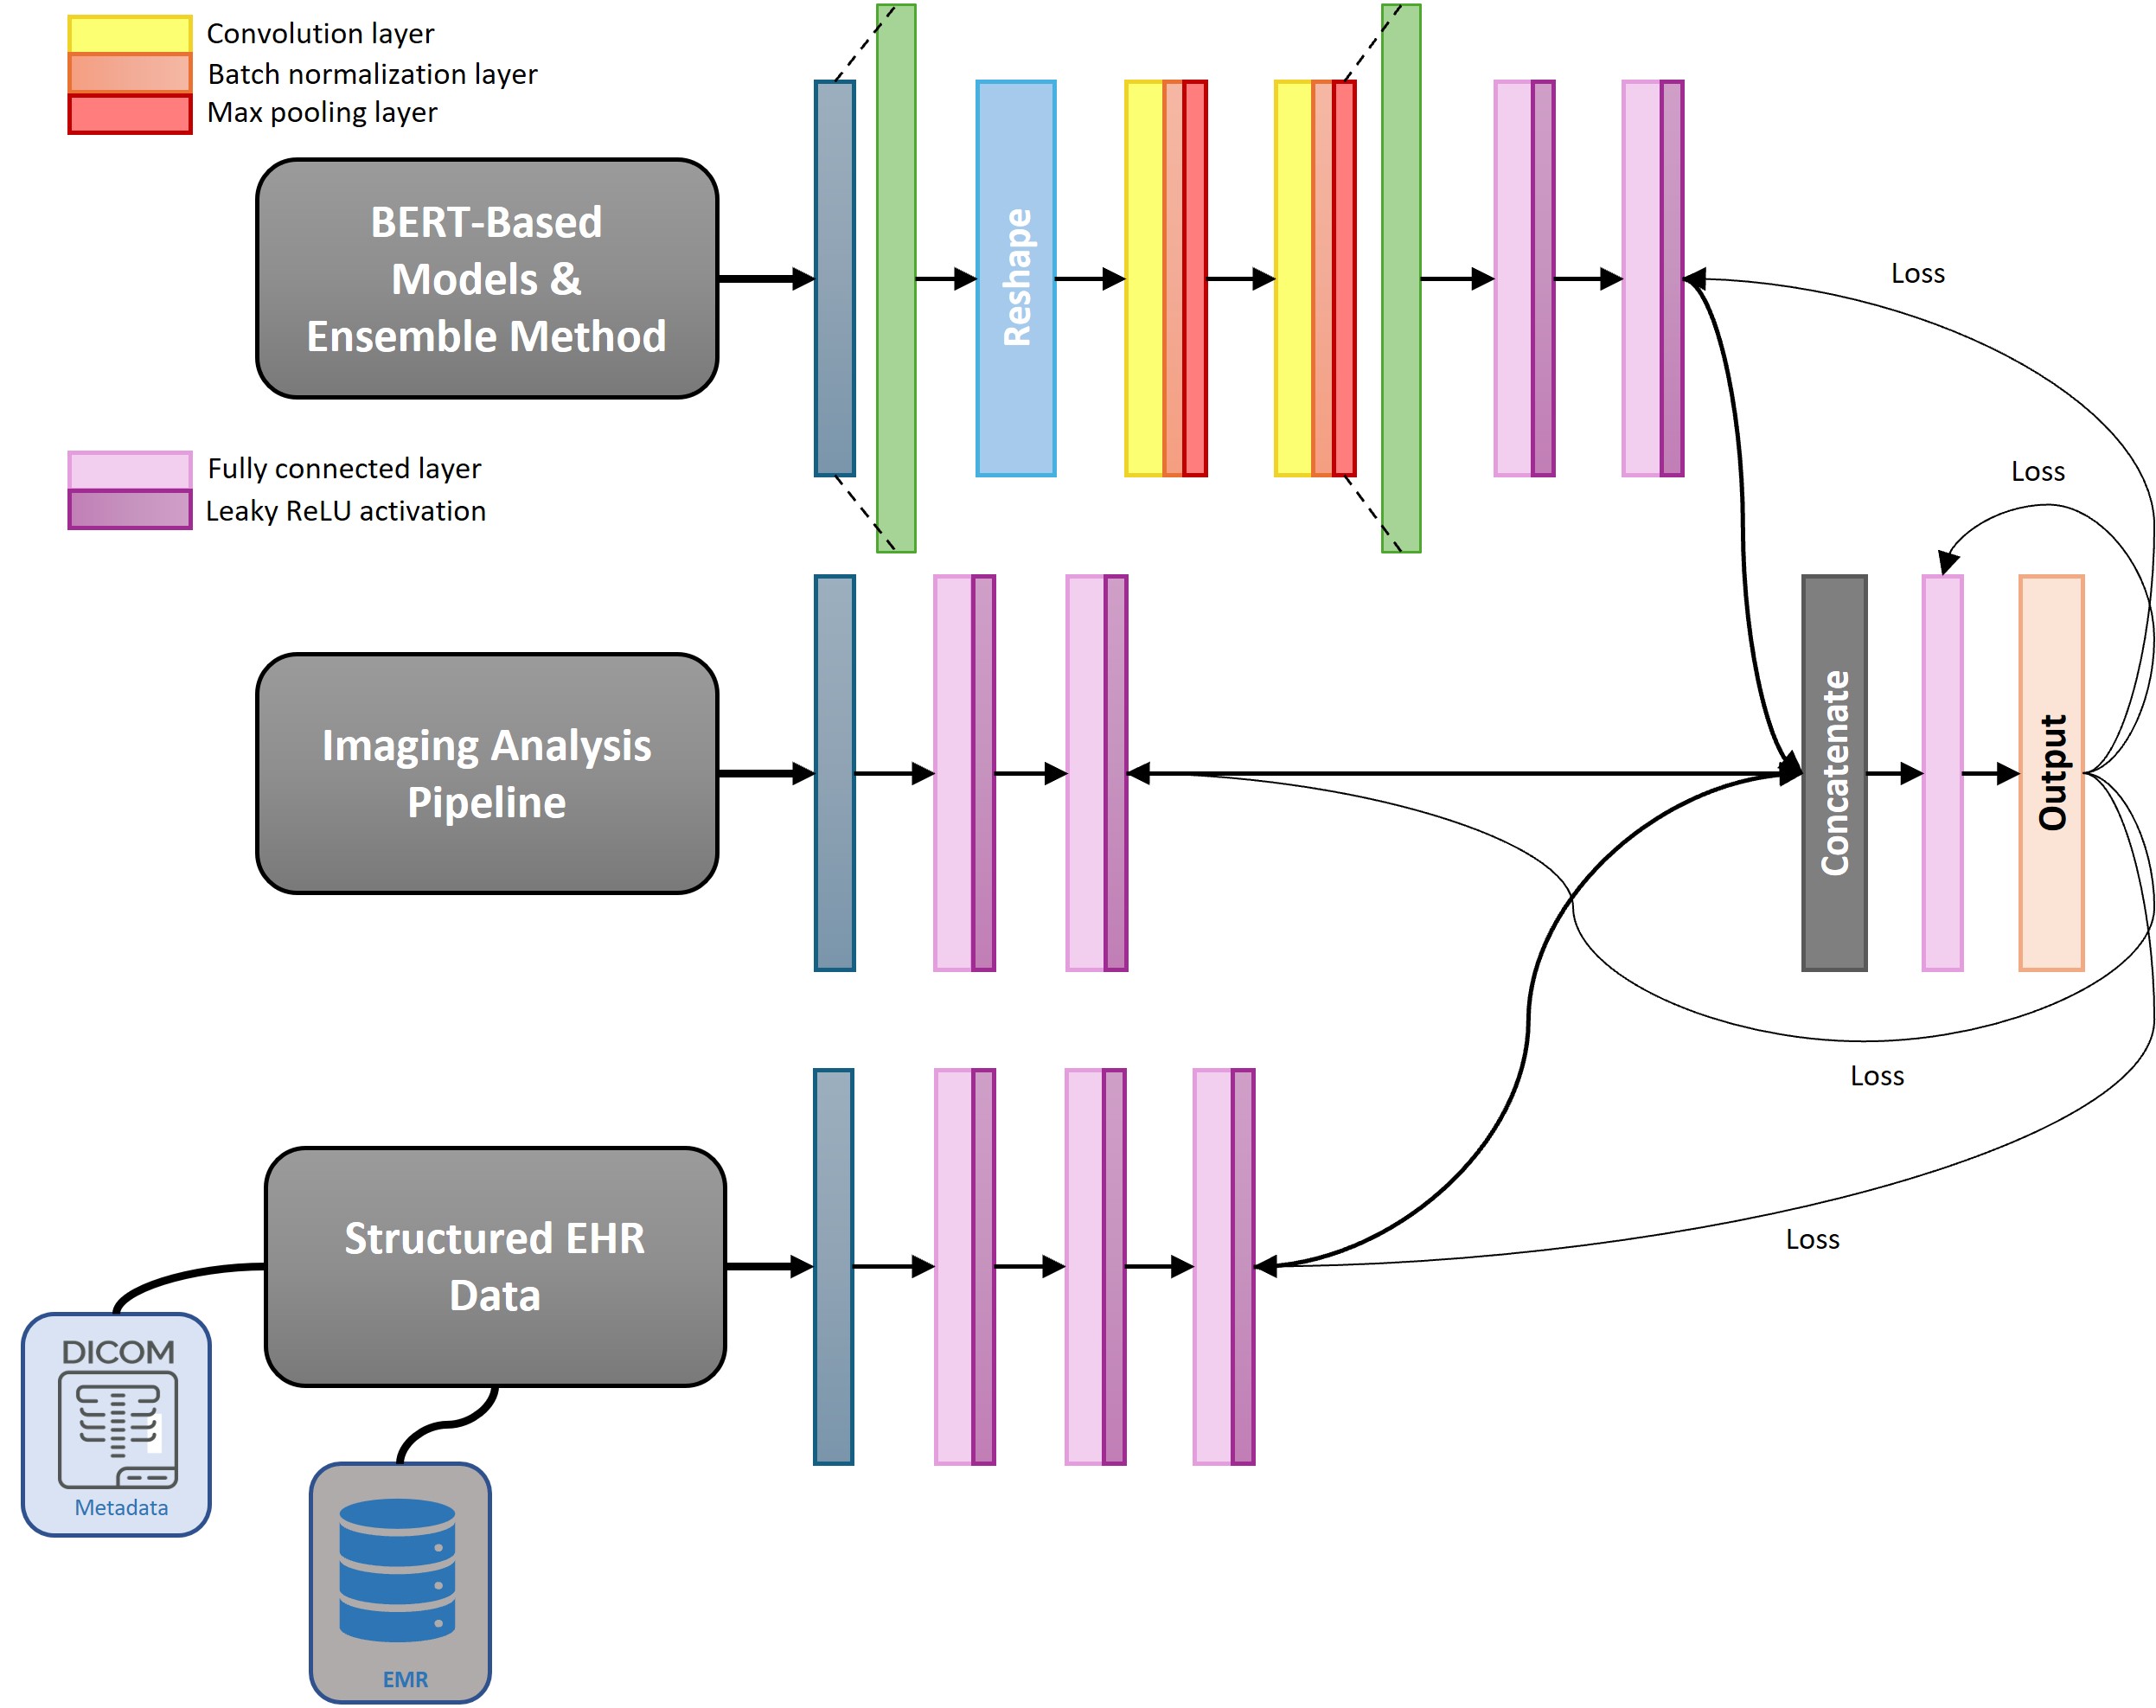 Convolution layer
Batch normalization layer
Max pooling layer
BERT-Based
Models &
Ensemble Method
Reshape
Loss
Fully connected layer
Leaky ReLU activation
Loss
Imaging Analysis
Pipeline
Concatenate
Output
Loss
Structured EHR
Data
Loss
DICOM
Metadata
EMR